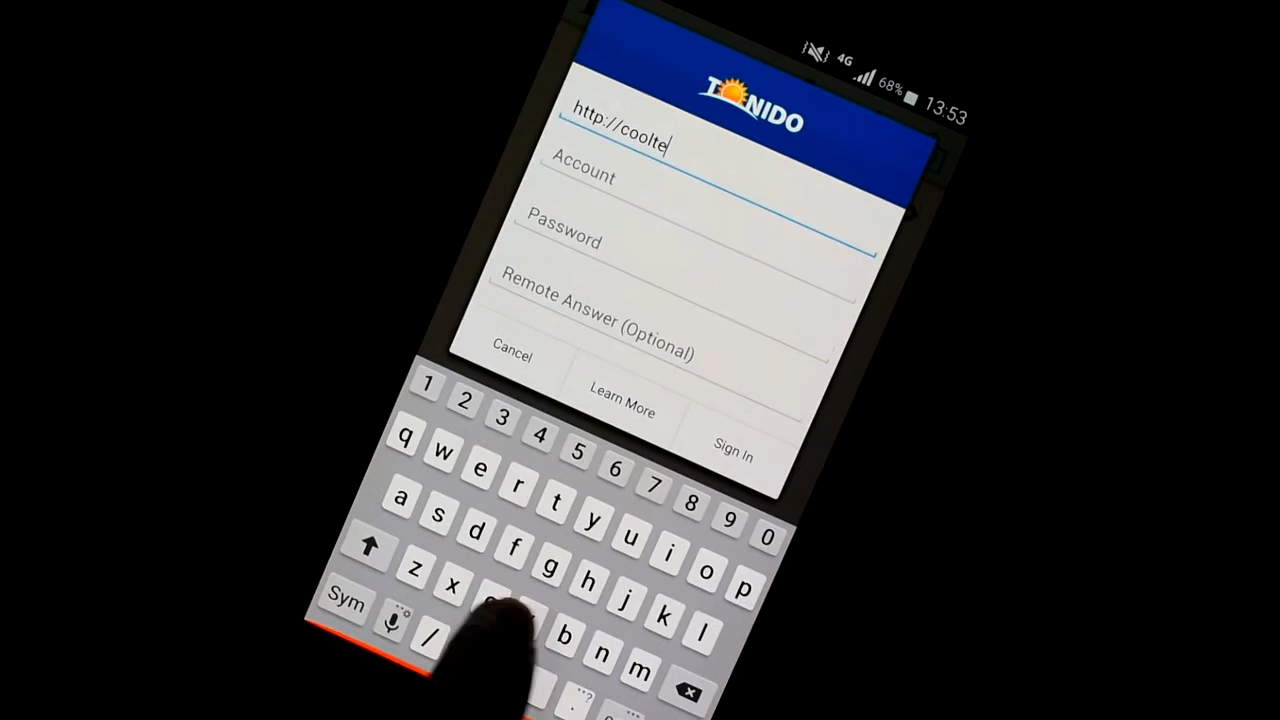 4G 68% 13:53
TONIDO
http://coolte
Account
Password
Remote Answer (Optional)
Cancel Learn More Sign In
1 2 3 4 5 6 7 8 9 0
q w e r t y u i o p
a s d f g h j k l
z x b n m
Sym / . ?